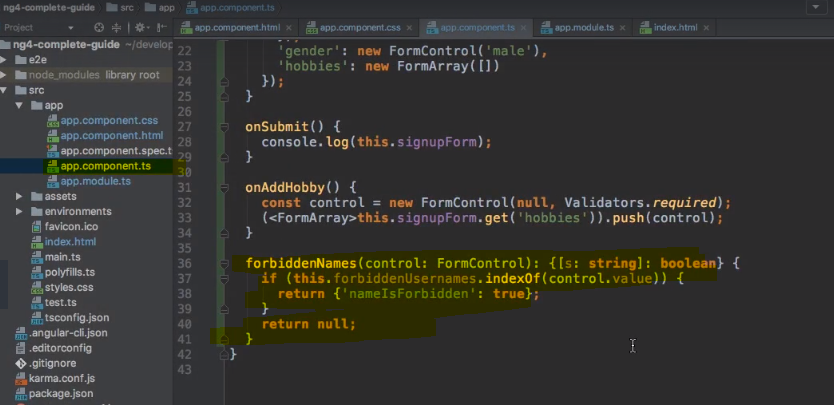 ng4-complete-guide src app
app.component.html app.component.css app.component.ts app.module.ts index.html
ng4-complete-guide ~/develop
e2e
node_modules library root
src
app
app.component.css
app.component.html
app.component.spec.t
app.component.ts
app.module.ts
assets
environments
favicon.ico
index.html
main.ts
polyfills.ts
styles.css
test.ts
tsconfig.json
.angular-cli.json
.editorconfig
.gitignore
karma.conf.js
package.json
22 'gender': new FormControl('male'),
23 'hobbies': new FormArray([])
24 });
25 }
26
27 onSubmit() {
28 console.log(this.signupForm);
29 }
30
31 onAddHobby() {
32 const control = new FormControl(null, Validators.required);
33 (<FormArray>this.signupForm.get('hobbies')).push(control);
34 }
35
36 forbiddenNames(control: FormControl): {[s: string]: boolean} {
37 if (this.forbiddenUsernames.indexOf(control.value)) {
38 return {'nameIsForbidden': true};
39 }
40 return null;
41 }
42 }
43